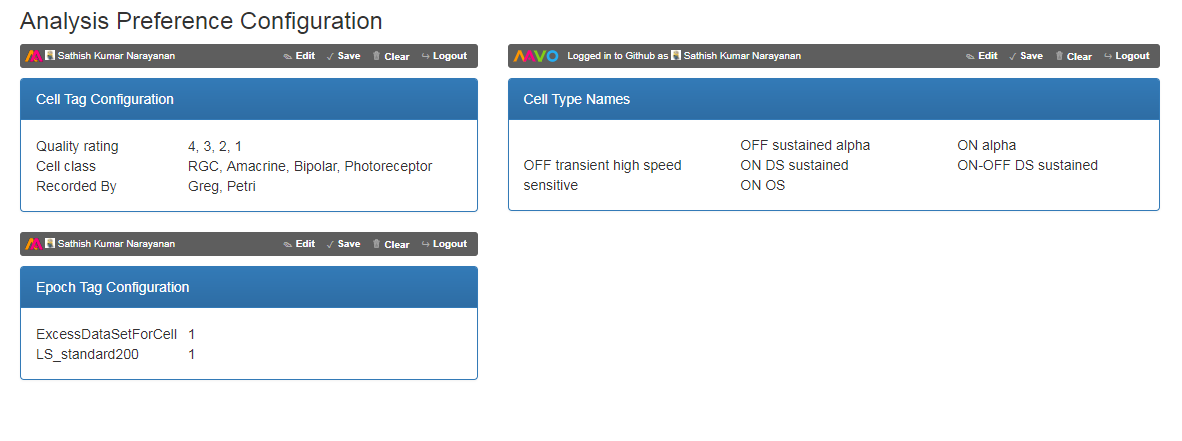 Analysis Preference Configuration
Sathish Kumar Narayanan Edit Save Clear Logout
Cell Tag Configuration
Quality rating 4, 3, 2, 1
Cell class RGC, Amacrine, Bipolar, Photoreceptor
Recorded By Greg, Petri
AAVO Logged in to Github as Sathish Kumar Narayanan Edit Save Clear Logout
Cell Type Names
OFF sustained alpha ON alpha
OFF transient high speed ON DS sustained ON-OFF DS sustained
sensitive ON OS
Sathish Kumar Narayanan Edit Save Clear Logout
Epoch Tag Configuration
ExcessDataSetForCell 1
LS_standard200 1